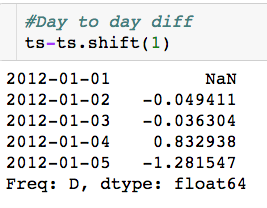 #Day to day diff
ts-ts.shift(1)
2012-01-01 NaN
2012-01-02 -0.049411
2012-01-03 -0.036304
2012-01-04 0.832938
2012-01-05 -1.281547
Freq: D, dtype: float64